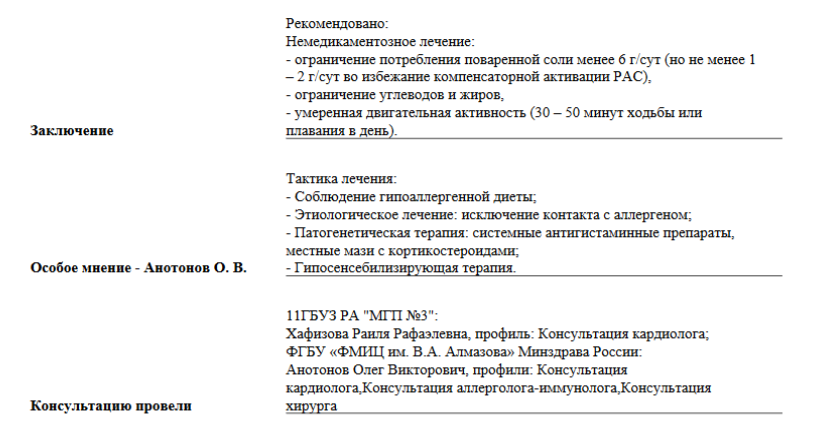 Рекомендовано:
Немедикаментозное лечение:
- ограничение потребления поваренной соли менее 6 г/сут (но не менее 1
– 2 г/сут во избежание компенсаторной активации РАС),
- ограничение углеводов и жиров,
- умеренная двигательная активность (30 – 50 минут ходьбы или
Заключение плавания в день).
Тактика лечения:
- Соблюдение гипоаллергенной диеты;
- Этиологическое лечение: исключение контакта с аллергеном;
- Патогенетическая терапия: системные антигистаминные препараты,
местные мази с кортикостероидами;
Особое мнение - Анотонов О. В. - Гипосенсебилизирующая терапия.
11ГБУЗ РА "МГП №3":
Хафизова Раиля Рафаэлевна, профиль: Консультация кардиолога;
ФГБУ «ФМИЦ им. В.А. Алмазова» Минздрава России:
Анотонов Олег Викторович, профили: Консультация
кардиолога,Консультация аллерголога-иммунолога,Консультация
Консультацию провели хирурга